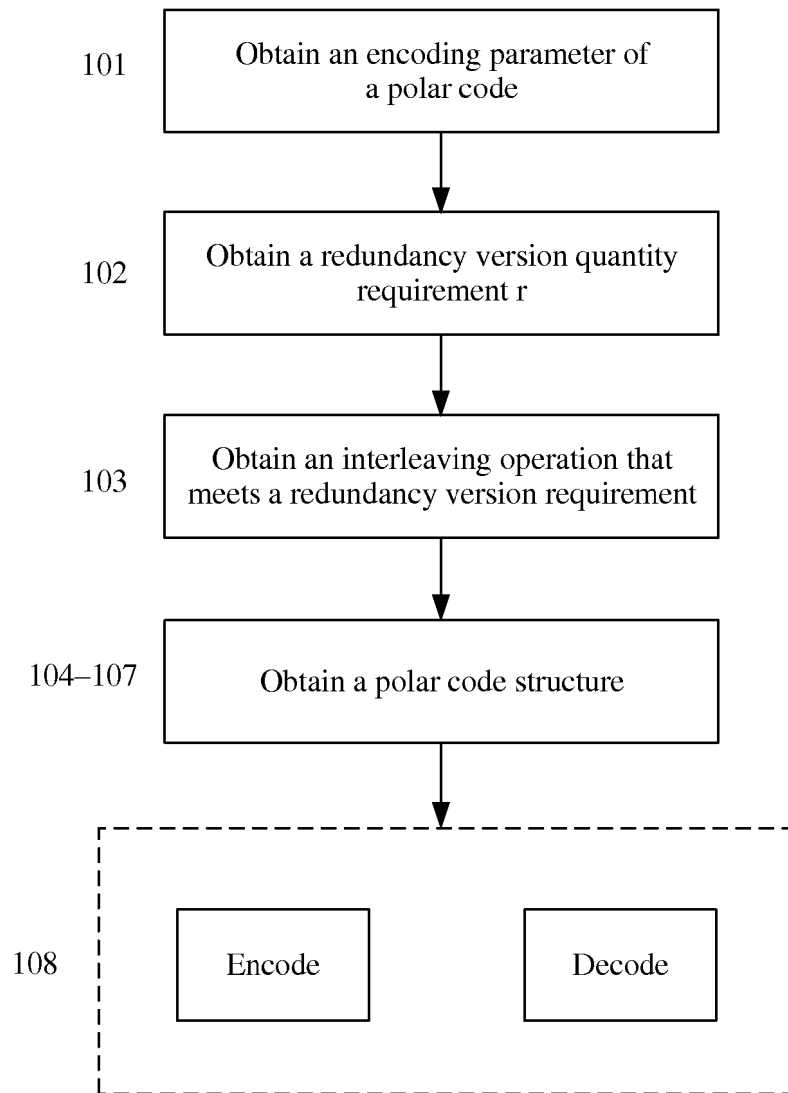 101
Obtain an encoding parameter of
a polar code
102
Obtain a redundancy version quantity
requirement r
103
Obtain an interleaving operation that
meets a redundancy version requirement
104–107
Obtain a polar code structure
108
Encode
Decode